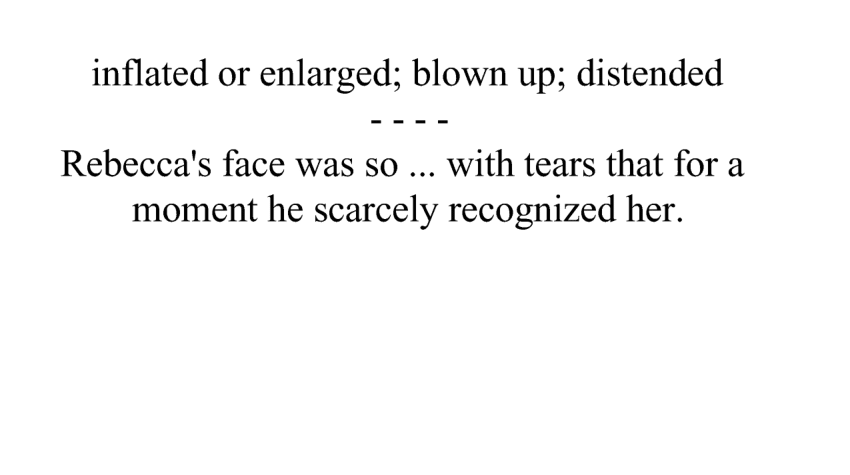 inflated or enlarged; blown up; distended
- - - -
Rebecca's face was so ... with tears that for a
moment he scarcely recognized her.